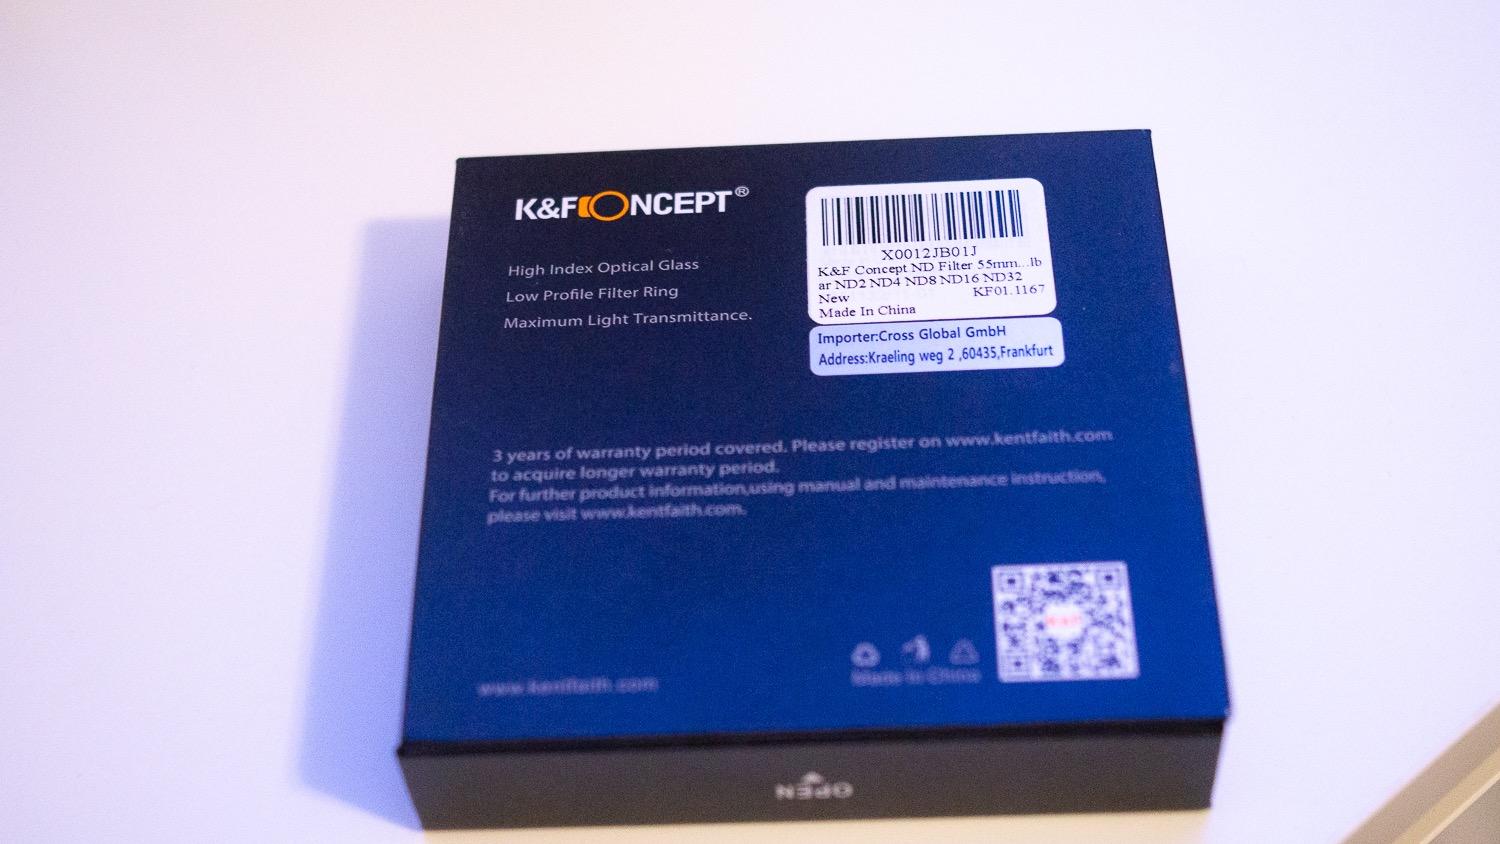 K&F CONCEPT®
High Index Optical Glass
Low Profile Filter Ring
Maximum Light Transmittance.
X0012JB01J
K&F Concept ND Filter 55mm...lb
ar ND2 ND4 ND8 ND16 ND32
New KF01.1167
Made In China
Importer:Cross Global GmbH
Address:Kraeling weg 2 ,60435,Frankfurt
3 years of warranty period covered. Please register on www.kentfaith.com
to acquire longer warranty period.
For further product information,using manual and maintenance instruction,
please visit www.kentfaith.com.
K&F
Made In China
www.kentfaith.com
OPEN